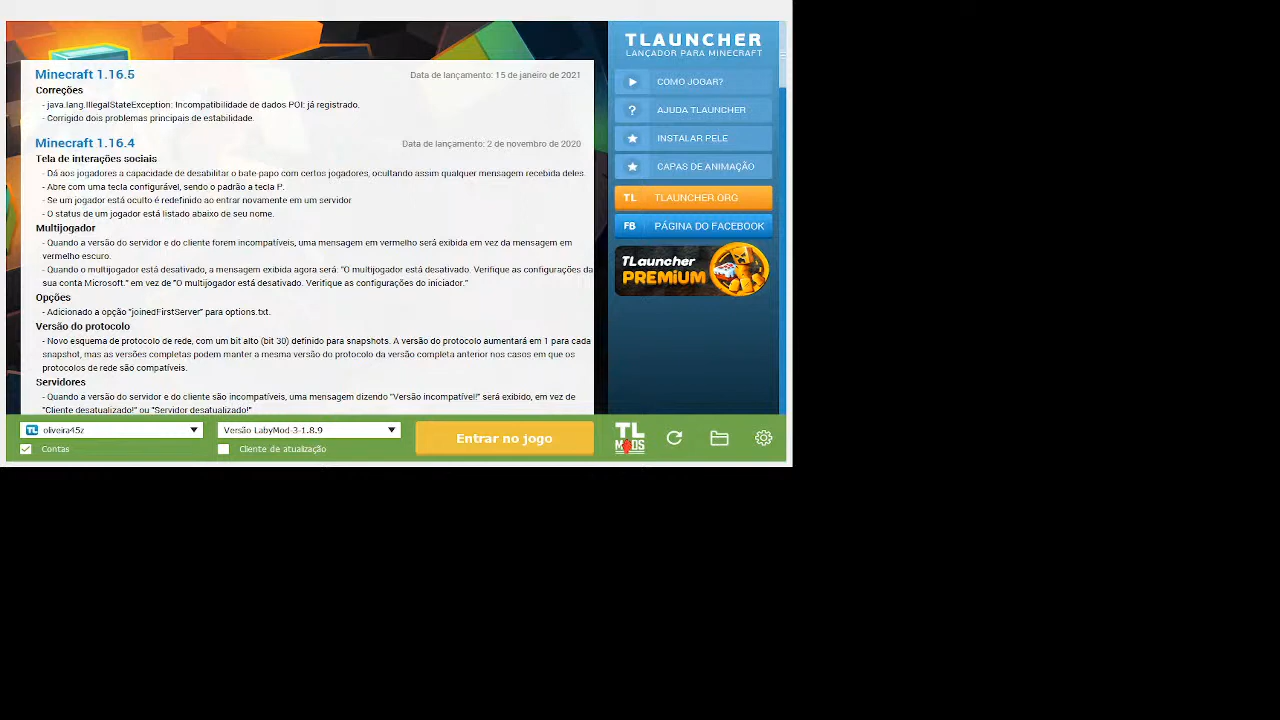 Minecraft 1.16.5
Data de lançamento: 15 de janeiro de 2021
Correções
- java.lang.IllegalStateException: Incompatibilidade de dados POI: já registrado.
- Corrigido dois problemas principais de estabilidade.
Minecraft 1.16.4
Data de lançamento: 2 de novembro de 2020
Tela de interações sociais
- Dá aos jogadores a capacidade de desabilitar o bate-papo com certos jogadores, ocultando assim qualquer mensagem recebida deles.
- Abre com uma tecla configurável, sendo o padrão a tecla P.
- Se um jogador está oculto é redefinido ao entrar novamente em um servidor
- O status de um jogador está listado abaixo de seu nome.
Multijogador
- Quando a versão do servidor e do cliente forem incompatíveis, uma mensagem em vermelho será exibida em vez da mensagem em
vermelho escuro.
- Quando o multijogador está desativado, a mensagem exibida agora será: "O multijogador está desativado. Verifique as configurações da
sua conta Microsoft." em vez de "O multijogador está desativado. Verifique as configurações do iniciador."
Opções
- Adicionado a opção "joinedFirstServer" para options.txt.
Versão do protocolo
- Novo esquema de protocolo de rede, com um bit alto (bit 30) definido para snapshots. A versão do protocolo aumentará em 1 para cada
snapshot, mas as versões completas podem manter a mesma versão do protocolo da versão completa anterior nos casos em que os
protocolos de rede são compatíveis.
Servidores
- Quando a versão do servidor e do cliente são incompatíveis, uma mensagem dizendo "Versão incompatível!" será exibido, em vez de
"Cliente desatualizado!" ou "Servidor desatualizado!"
TLAUNCHER
LANÇADOR PARA MINECRAFT
COMO JOGAR?
? AJUDA TLAUNCHER
INSTALAR PELE
CAPAS DE ANIMAÇÃO
TL TLAUNCHER.ORG
FB PÁGINA DO FACEBOOK
TLauncher
PREMIUM
TL oliveira45z
Contas
Versão LabyMod-3-1.8.9
Cliente de atualização
Entrar no jogo
TL
MODS